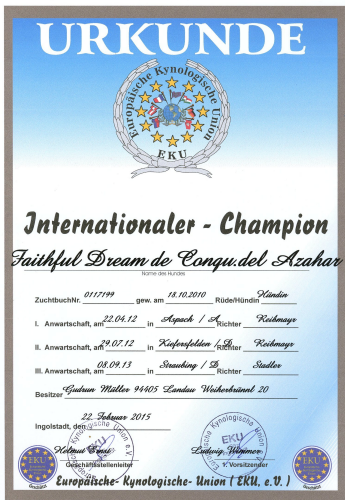 URKUNDE
Europäische Kynologische Union
EKU
Internationaler - Champion
Faithful Dream de Congu.del Azahar
Name des Hundes
ZuchtbuchNr. 0117199 gew. am 18.10.2010 Rüde/Hündin Hündin
I. Anwartschaft, am 22.04.12 in Aspach / A Richter Reibmayr
II. Anwartschaft, am 29.07.12 in Kiefersfelden / D Richter Reibmayr
III. Anwartschaft, am 08.09.13 in Straubing / D Richter Stadler
Besitzer Gudrun Müller 94405 Landau Weiherbrünnl 20
Ingolstadt, den 22. Februar 2015
Helmut Ernst Ludwig Wimmer
Geschäftsstellenleiter 1. Vorsitzender
EKU EKU
Europäische- Kynologische- Union ( EKU, e.V. )